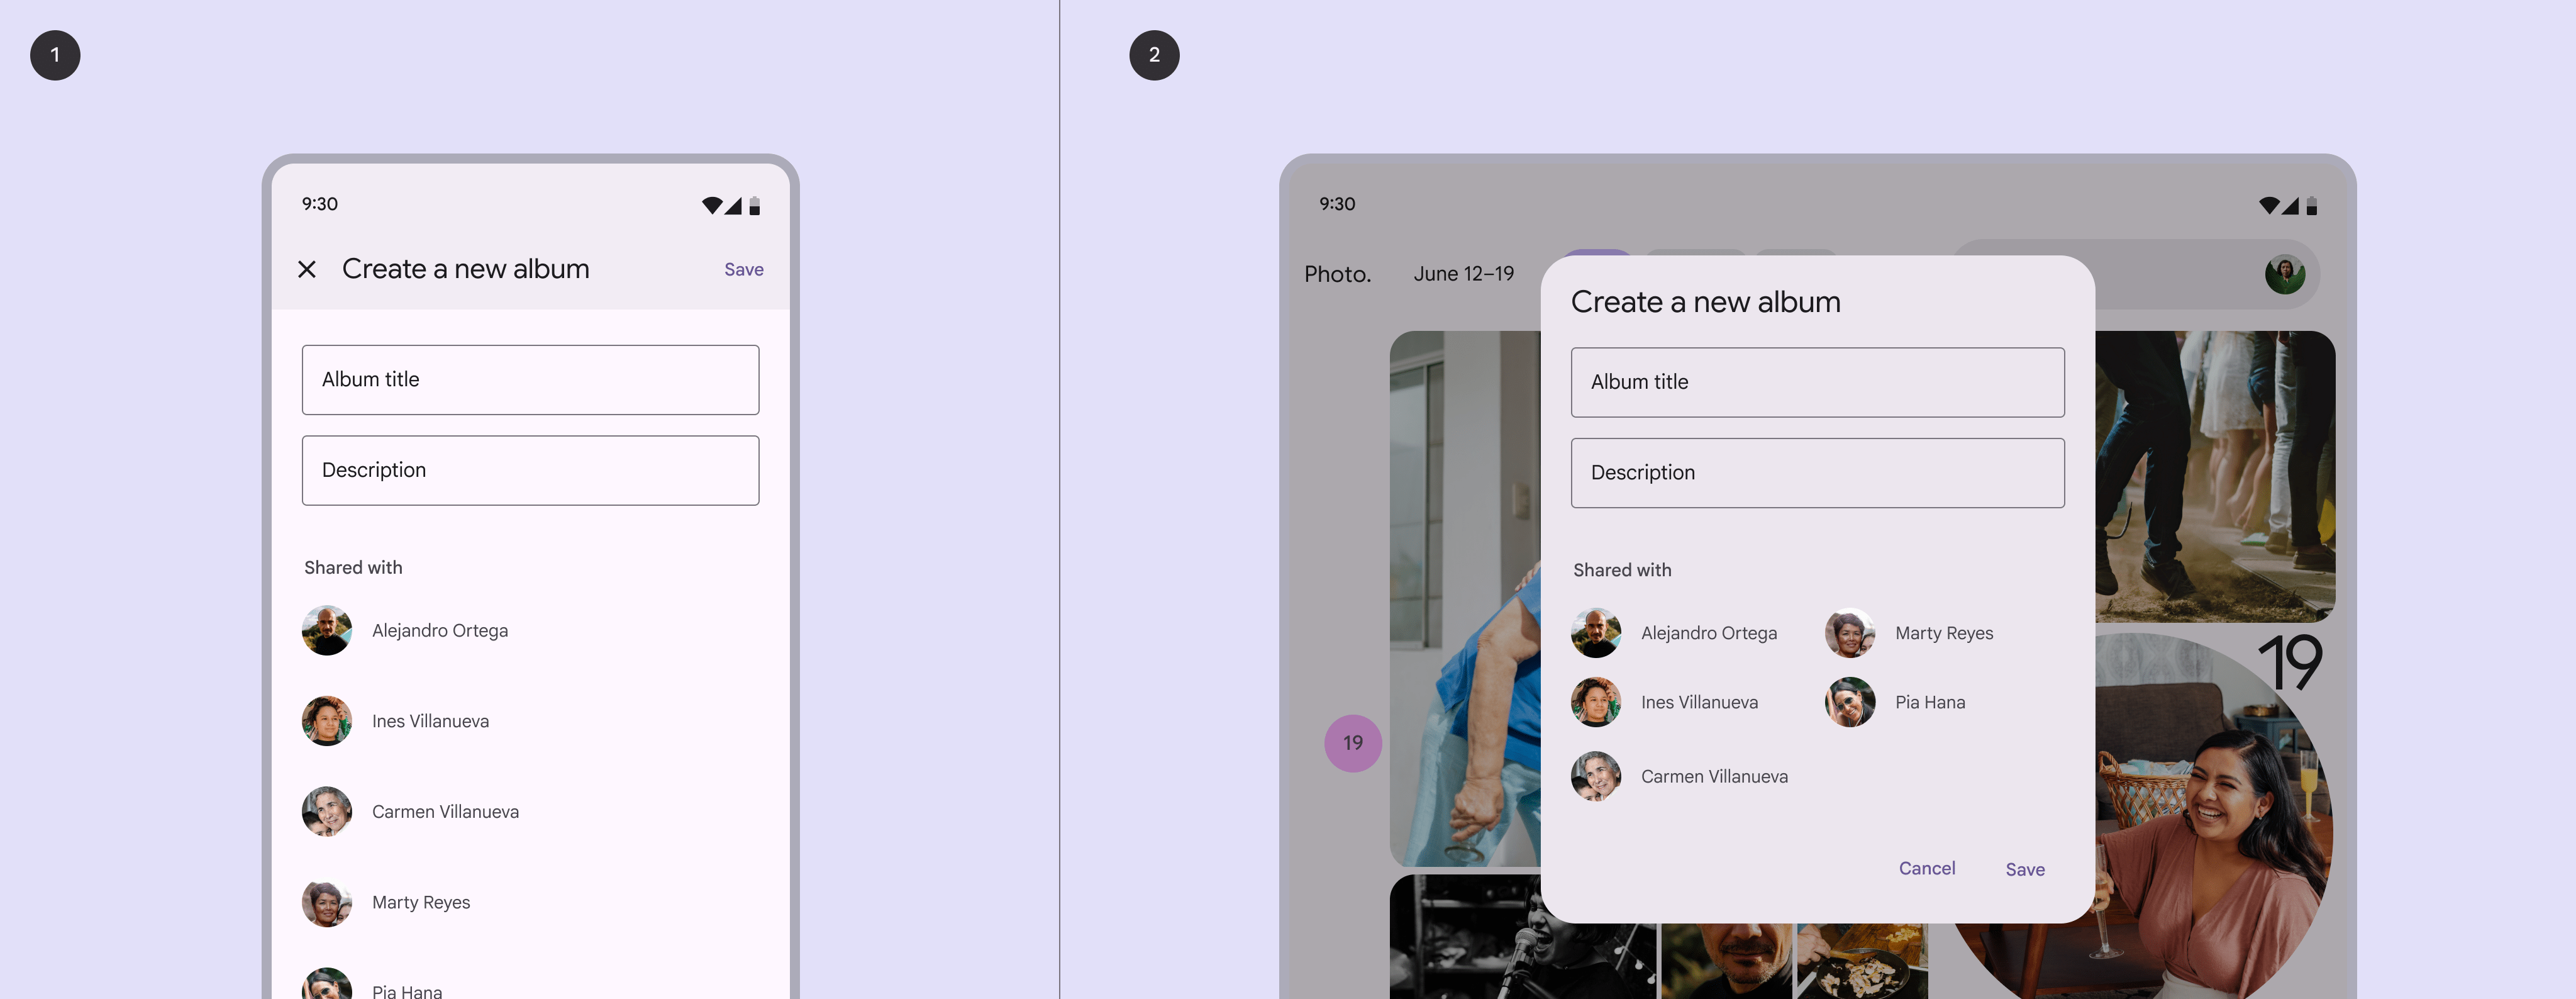 1
9:30
Create a new album
Save
Album title
Description
Shared with
Alejandro Ortega
Ines Villanueva
Carmen Villanueva
Marty Reyes
Pia Hana
2
9:30
Photo.
June 12–19
Create a new album
Album title
Description
Shared with
Alejandro Ortega
Marty Reyes
Ines Villanueva
Pia Hana
Carmen Villanueva
Cancel
Save
19
19